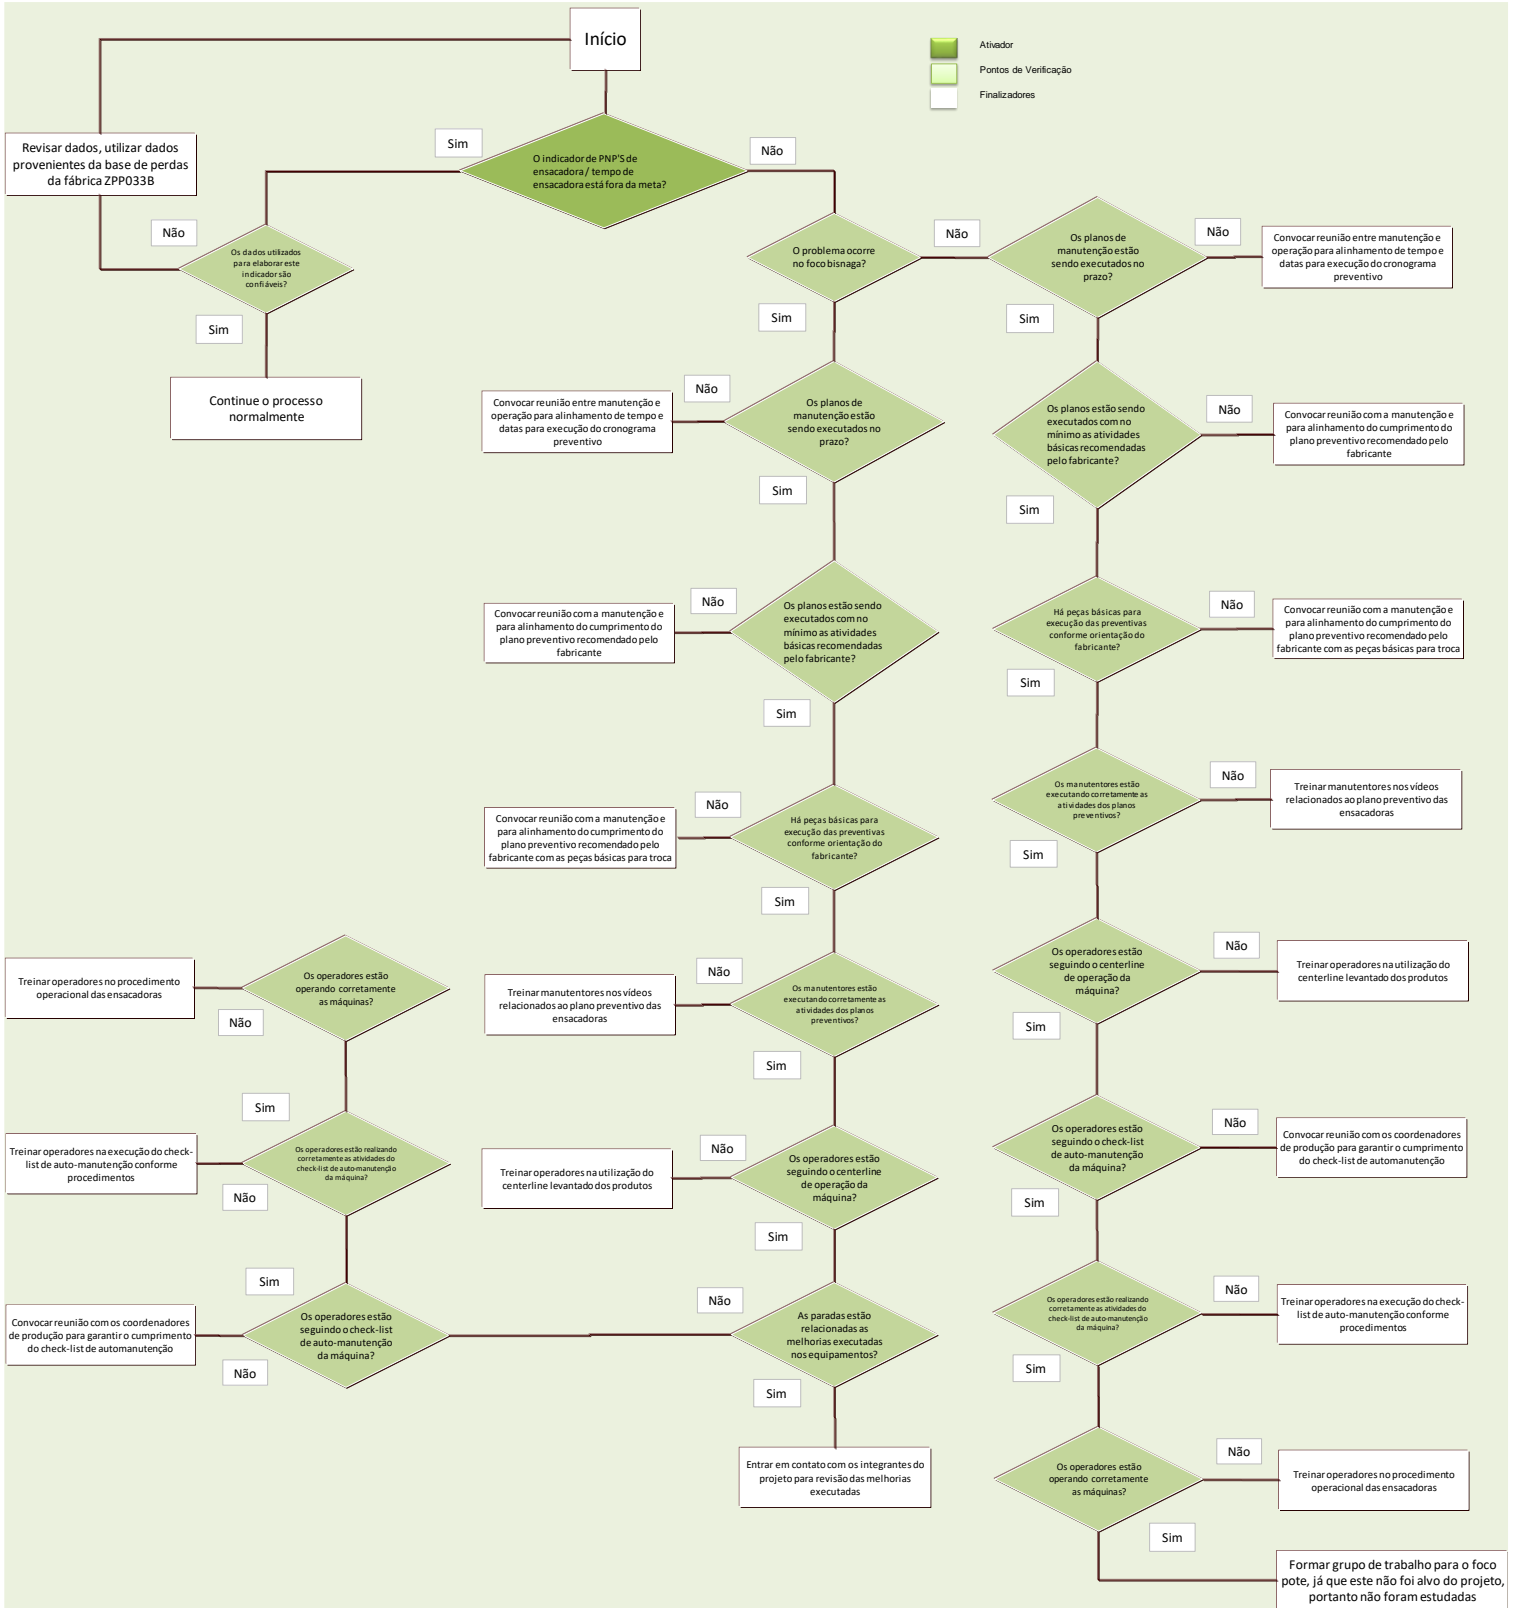 Início
Ativador
Pontos de Verificação
Finalizadores
Revisar dados, utilizar dados
provenientes da base de perdas
da fábrica ZPP033B
Sim
O indicador de PNP'S de
ensacadora / tempo de
ensacadora está fora da meta?
Não
Não
Os dados utilizados
para elaborar este
indicador são
confiáveis?
Sim
Continue o processo
normalmente
O problema ocorre
no foco bisnaga?
Não
Sim
Os planos de
manutenção estão
sendo executados no
prazo?
Não
Convocar reunião entre manutenção e
operação para alinhamento de tempo e
datas para execução do cronograma
preventivo
Sim
Convocar reunião entre manutenção e
operação para alinhamento de tempo e
datas para execução do cronograma
preventivo
Não
Os planos de
manutenção estão
sendo executados no
prazo?
Sim
Os planos estão sendo
executados com no
mínimo as atividades
básicas recomendadas
pelo fabricante?
Não
Convocar reunião com a manutenção e
para alinhamento do cumprimento do
plano preventivo recomendado pelo
fabricante
Sim
Convocar reunião com a manutenção e
para alinhamento do cumprimento do
plano preventivo recomendado pelo
fabricante
Não
Os planos estão sendo
executados com no
mínimo as atividades
básicas recomendadas
pelo fabricante?
Sim
Há peças básicas para
execução das preventivas
conforme orientação do
fabricante?
Não
Convocar reunião com a manutenção e
para alinhamento do cumprimento do
plano preventivo recomendado pelo
fabricante com as peças básicas para troca
Sim
Convocar reunião com a manutenção e
para alinhamento do cumprimento do
plano preventivo recomendado pelo
fabricante com as peças básicas para troca
Não
Há peças básicas para
execução das preventivas
conforme orientação do
fabricante?
Sim
Os manutentores estão
executando corretamente as
atividades dos planos
preventivos?
Não
Treinar manutentores nos vídeos
relacionados ao plano preventivo das
ensacadoras
Sim
Treinar operadores no procedimento
operacional das ensacadoras
Os operadores estão
operando corretamente
as máquinas?
Não
Treinar manutentores nos vídeos
relacionados ao plano preventivo das
ensacadoras
Não
Os manutentores estão
executando corretamente as
atividades dos planos
preventivos?
Sim
Os operadores estão
seguindo o centerline
de operação da
máquina?
Não
Treinar operadores na utilização do
centerline levantado dos produtos
Sim
Sim
Treinar operadores na execução do check-
list de auto-manutenção conforme
procedimentos
Os operadores estão realizando
corretamente as atividades do
check-list de auto-manutenção
da máquina?
Não
Treinar operadores na utilização do
centerline levantado dos produtos
Não
Os operadores estão
seguindo o centerline
de operação da
máquina?
Sim
Os operadores estão
seguindo o check-list
de auto-manutenção
da máquina?
Não
Convocar reunião com os coordenadores
de produção para garantir o cumprimento
do check-list de automanutenção
Sim
Sim
Convocar reunião com os coordenadores
de produção para garantir o cumprimento
do check-list de automanutenção
Os operadores estão
seguindo o check-list
de auto-manutenção
da máquina?
Não
Não
As paradas estão
relacionadas as
melhorias executadas
nos equipamentos?
Sim
Os operadores estão realizando
corretamente as atividades do
check-list de auto-manutenção
da máquina?
Não
Treinar operadores na execução do check-
list de auto-manutenção conforme
procedimentos
Sim
Entrar em contato com os integrantes do
projeto para revisão das melhorias
executadas
Os operadores estão
operando corretamente
as máquinas?
Não
Treinar operadores no procedimento
operacional das ensacadoras
Sim
Formar grupo de trabalho para o foco
pote, já que este não foi alvo do projeto,
portanto não foram estudadas